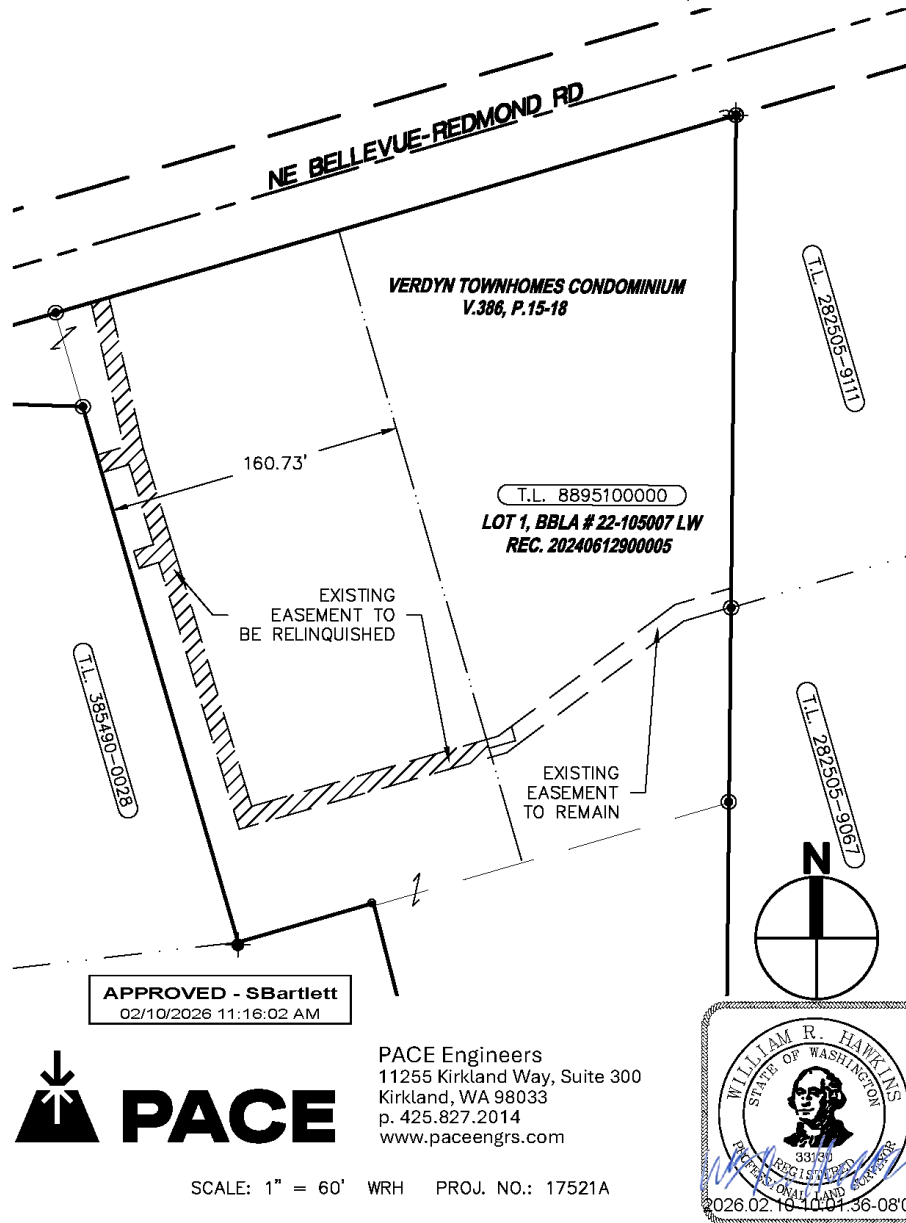 NE BELLEVUE-REDMOND RD
VERDYN TOWNHOMES CONDOMINIUM
V.386, P.15-18
T.L. 282505-9111
160.73'
T.L. 8895100000
LOT 1, BBLA # 22-105007 LW
REC. 20240612900005
EXISTING
EASEMENT TO
BE RELINQUISHED
T.L. 385490-0028
EXISTING
EASEMENT
TO REMAIN
T.L. 282505-9067
N
APPROVED - SBartlett
02/10/2026 11:16:02 AM
PACE
PACE Engineers
11255 Kirkland Way, Suite 300
Kirkland, WA 98033
p. 425.827.2014
www.paceengrs.com
WILLIAM R. HAWKINS
STATE OF WASHINGTON
33130
REGISTERED
PROFESSIONAL LAND SURVEYOR
2026.02.10 10:01:36-08'0
SCALE: 1" = 60' WRH PROJ. NO.: 17521A